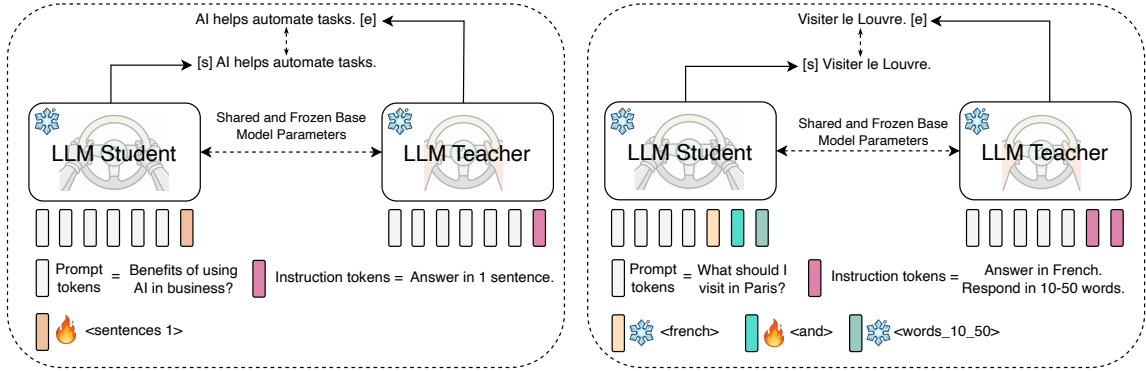 AI helps automate tasks. [e]
[s] AI helps automate tasks.
LLM Student
Shared and Frozen Base
Model Parameters
LLM Teacher
Prompt
tokens
=
Benefits of using
AI in business?
Instruction tokens = Answer in 1 sentence.
<sentences 1>
Visiter le Louvre. [e]
[s] Visiter le Louvre.
LLM Student
Shared and Frozen Base
Model Parameters
LLM Teacher
Prompt
tokens
=
What should I
visit in Paris?
Instruction tokens =
Answer in French.
Respond in 10-50 words.
<french>
<and>
<words_10_50>